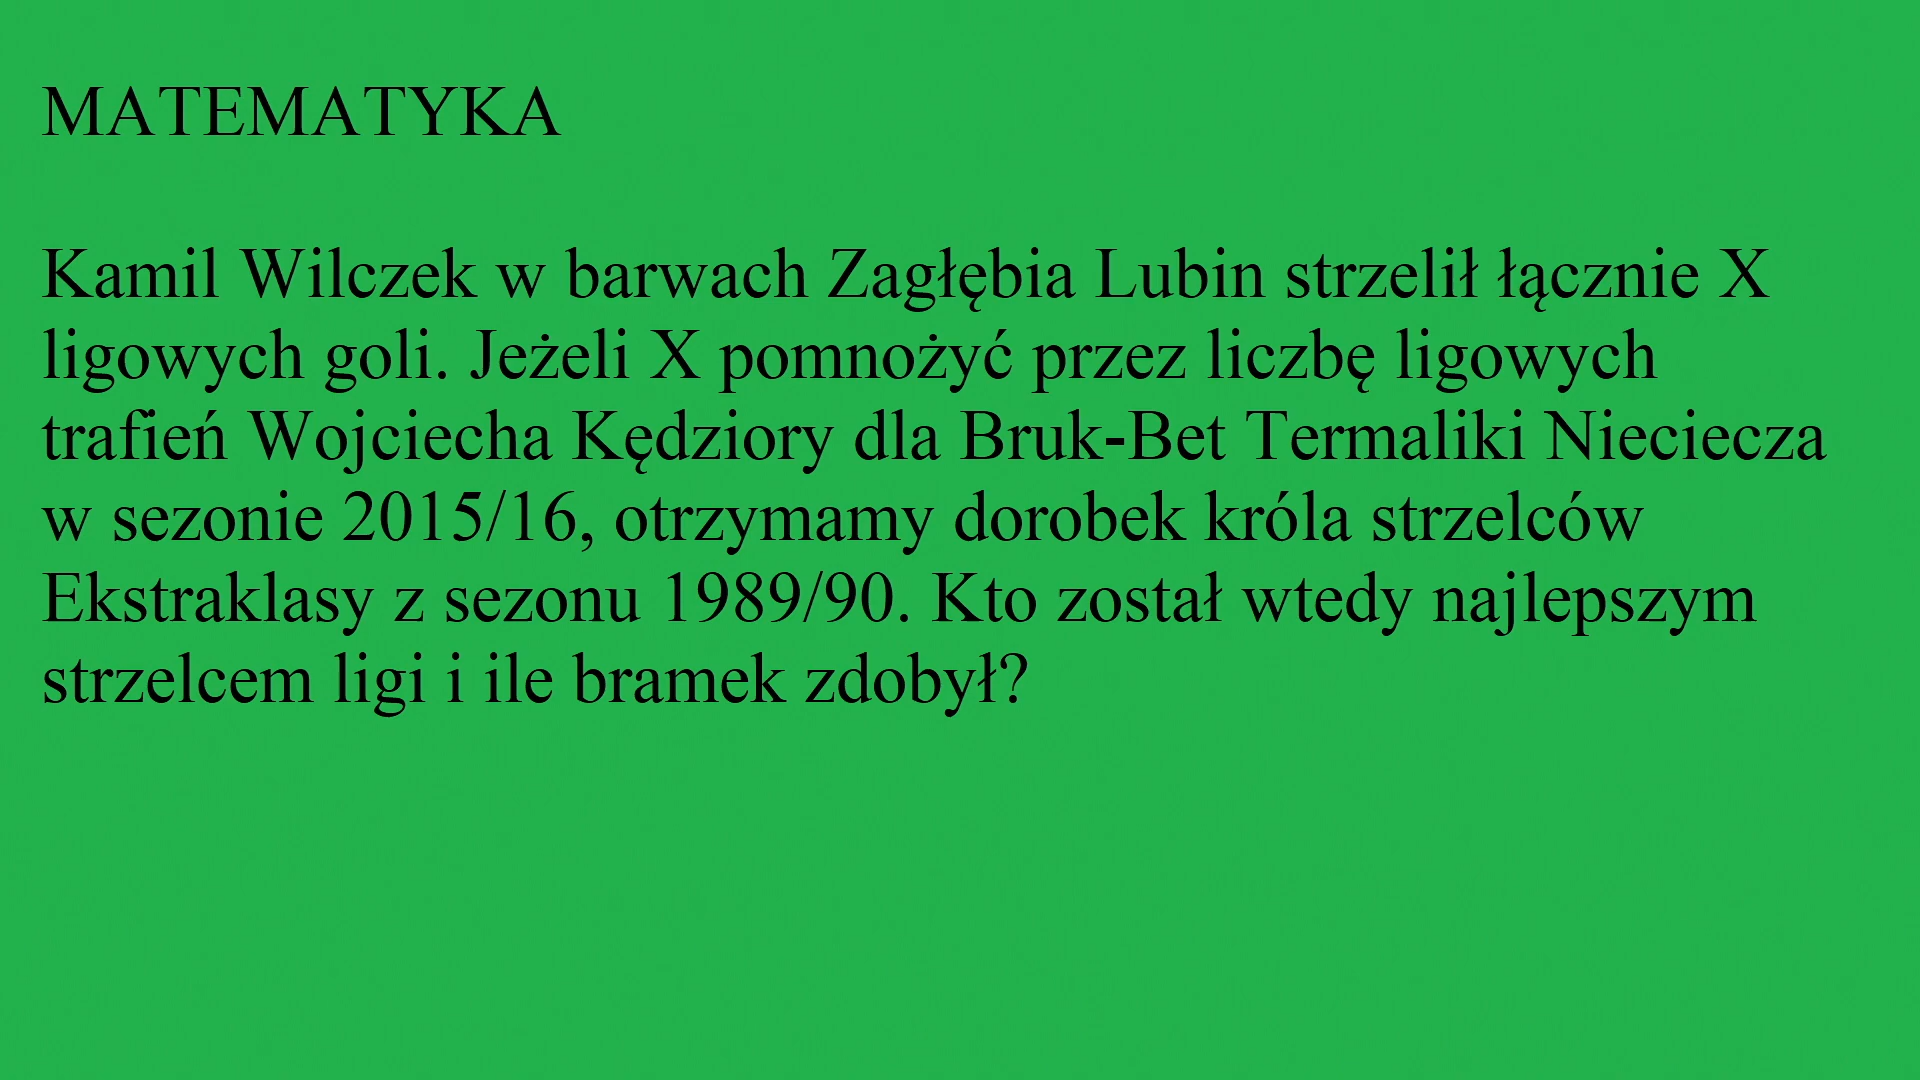 MATEMATYKA
Kamil Wilczek w barwach Zagłębia Lubin strzelił łącznie X
ligowych goli. Jeżeli X pomnożyć przez liczbę ligowych
trafień Wojciecha Kędziory dla Bruk-Bet Termaliki Nieciecza
w sezonie 2015/16, otrzymamy dorobek króla strzelców
Ekstraklasy z sezonu 1989/90. Kto został wtedy najlepszym
strzelcem ligi i ile bramek zdobył?